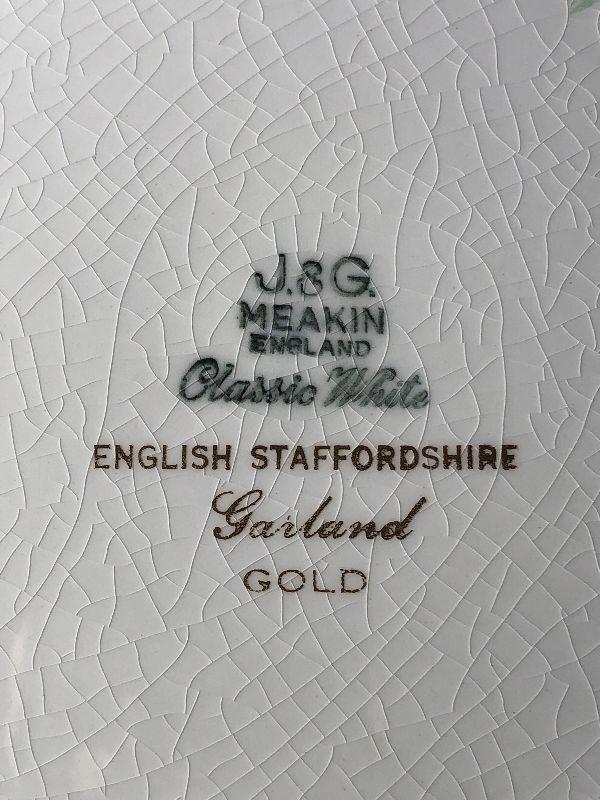 J.&G.
MEAKIN
ENGLAND
Classic White
ENGLISH STAFFORDSHIRE
Garland
GOLD